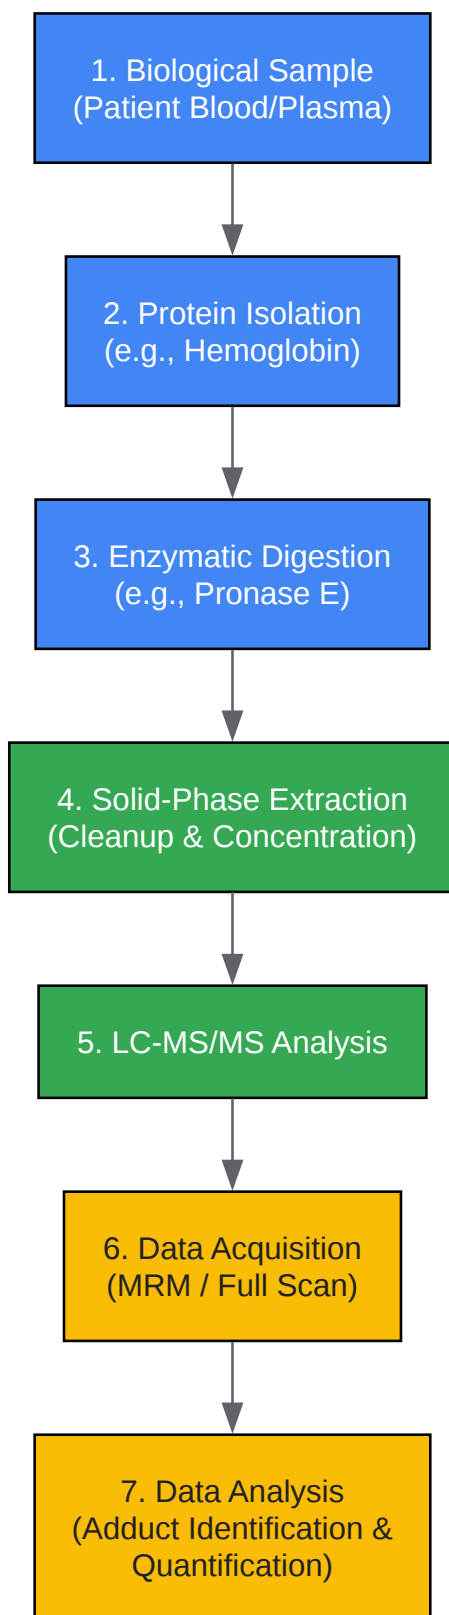 1. Biological Sample
(Patient Blood/Plasma)
2. Protein Isolation
(e.g., Hemoglobin)
3. Enzymatic Digestion
(e.g., Pronase E)
4. Solid-Phase Extraction
(Cleanup & Concentration)
5. LC-MS/MS Analysis
6. Data Acquisition
(MRM / Full Scan)
7. Data Analysis
(Adduct Identification &
Quantification)